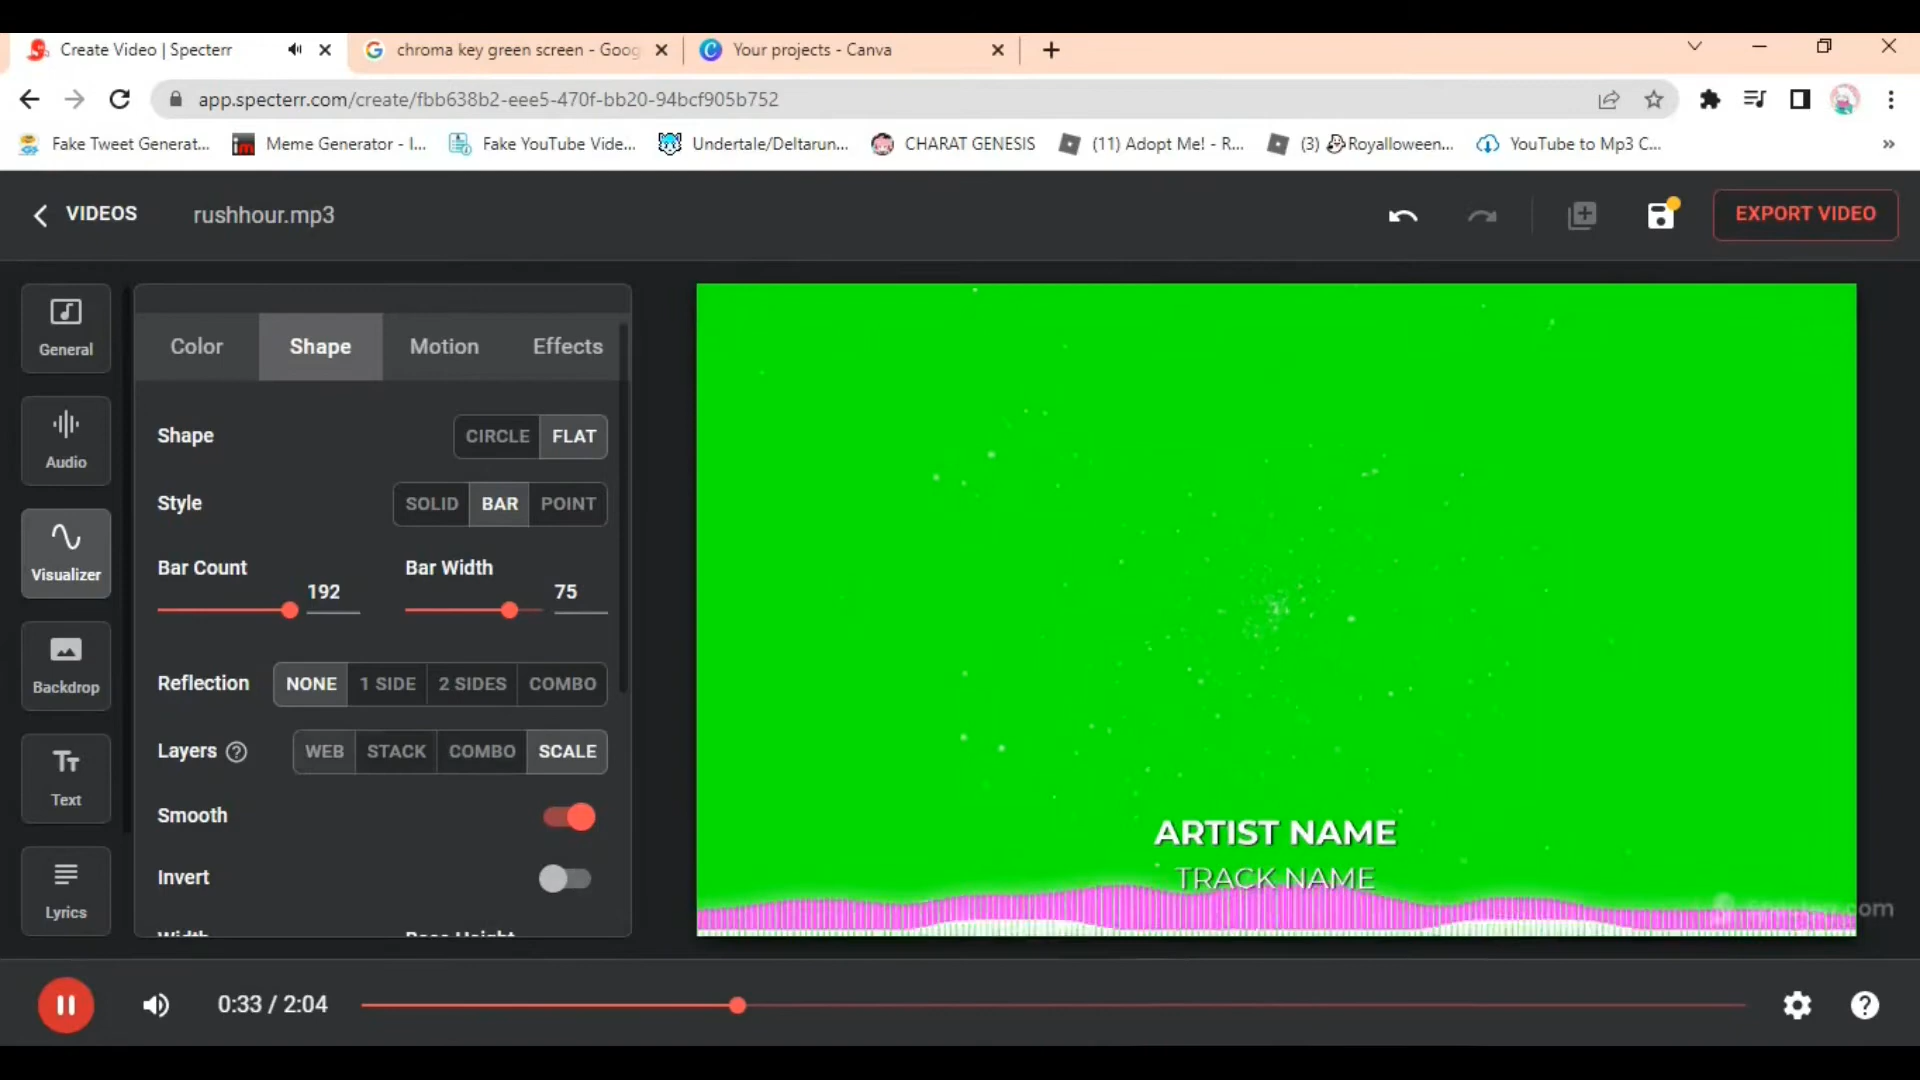 Create Video | Specterr
chroma key green screen - Goog
Your projects - Canva
app.specterr.com/create/fbb638b2-eee5-470f-bb20-94bcf905b752
Fake Tweet Generat...
Meme Generator - I...
Fake YouTube Vide...
Undertale/Deltarun...
CHARAT GENESIS
(11) Adopt Me! - R...
(3) Royalloween...
YouTube to Mp3 C...
VIDEOS
rushhour.mp3
EXPORT VIDEO
General
Audio
Visualizer
Backdrop
Text
Lyrics
Color Shape Motion Effects
Shape CIRCLE FLAT
Style SOLID BAR POINT
Bar Count 192 Bar Width 75
Reflection NONE 1 SIDE 2 SIDES COMBO
Layers WEB STACK COMBO SCALE
Smooth
Invert
Width Base Height
ARTIST NAME
TRACK NAME
.com
0:33 / 2:04